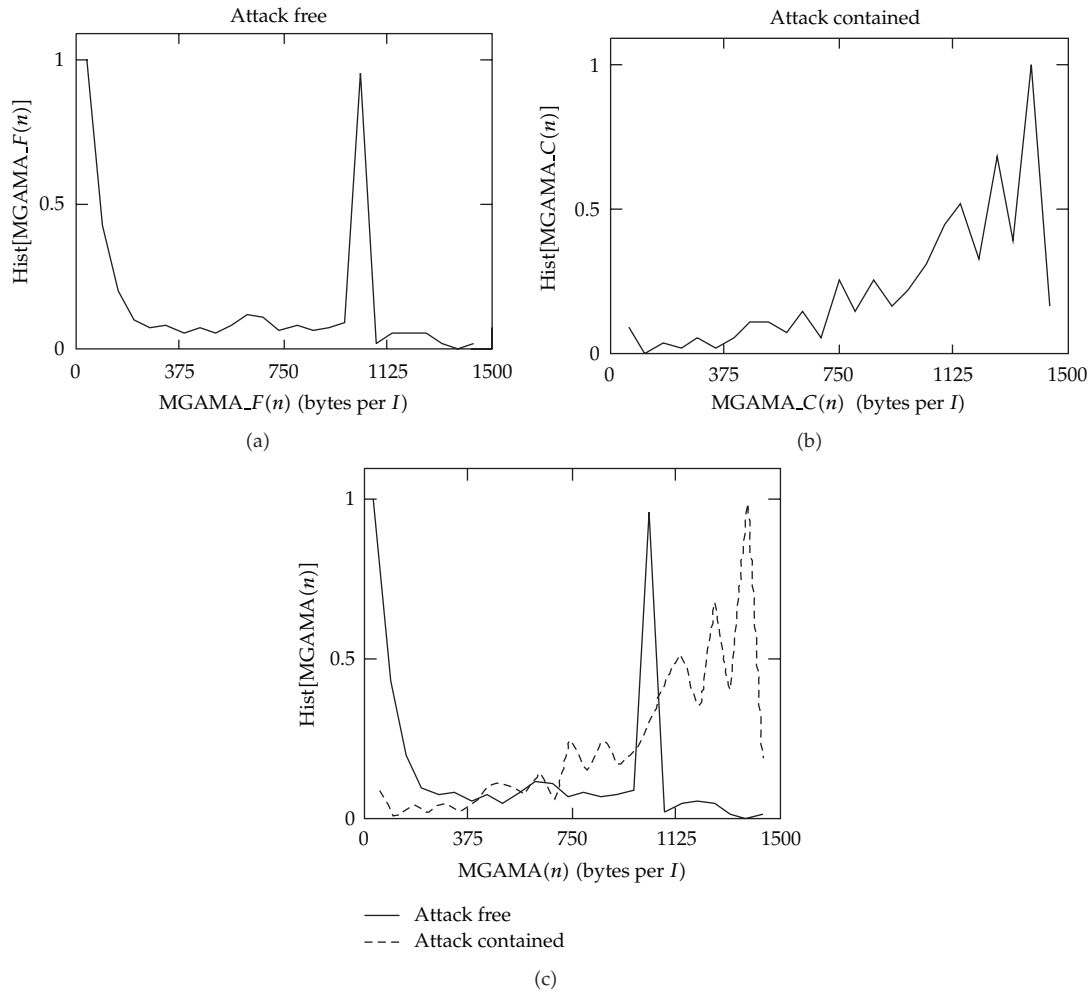 Attack free
1
0.5
0
0
375
750
1125
1500
Hist[MGAMA_F(n)]
MGAMA_F(n) (bytes per I)
(a)
Attack contained
1
0.5
0
0
375
750
1125
1500
Hist[MGAMA_C(n)]
MGAMA_C(n) (bytes per I)
(b)
1
0.5
0
0
375
750
1125
1500
Hist[MGAMA(n)]
MGAMA(n) (bytes per I)
Attack free
Attack contained
(c)